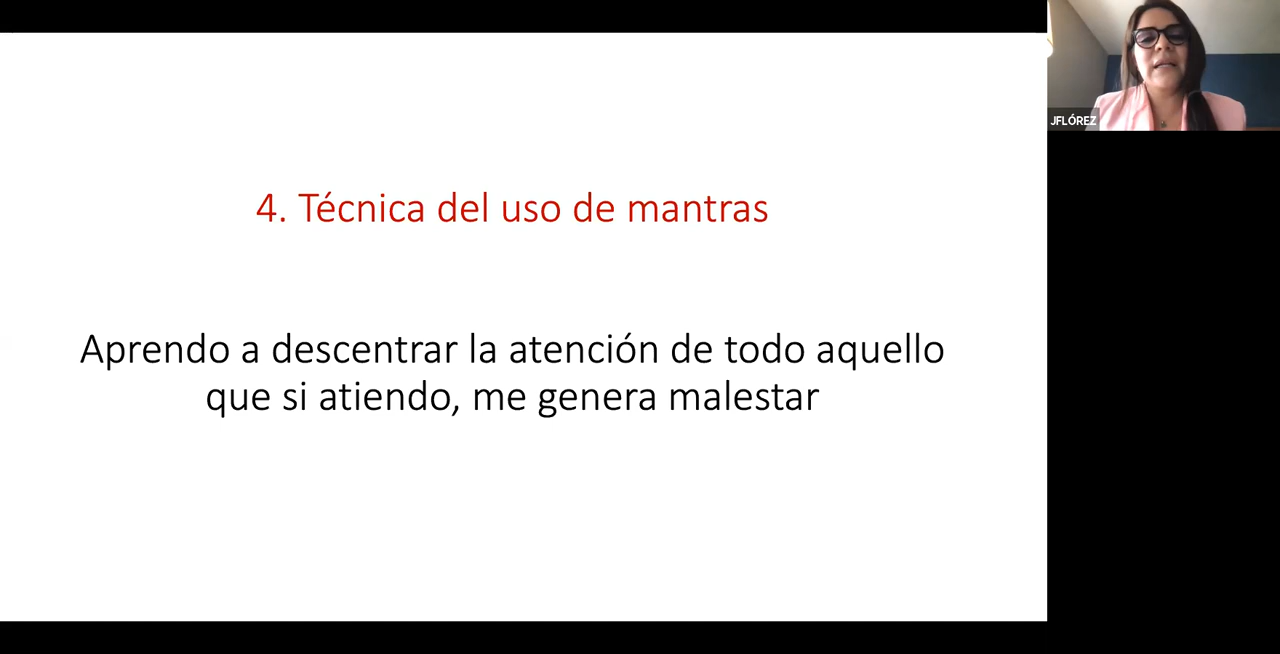 4. Técnica del uso de mantras
Aprendo a descentrar la atención de todo aquello
que si atiendo, me genera malestar
JFLÓREZ